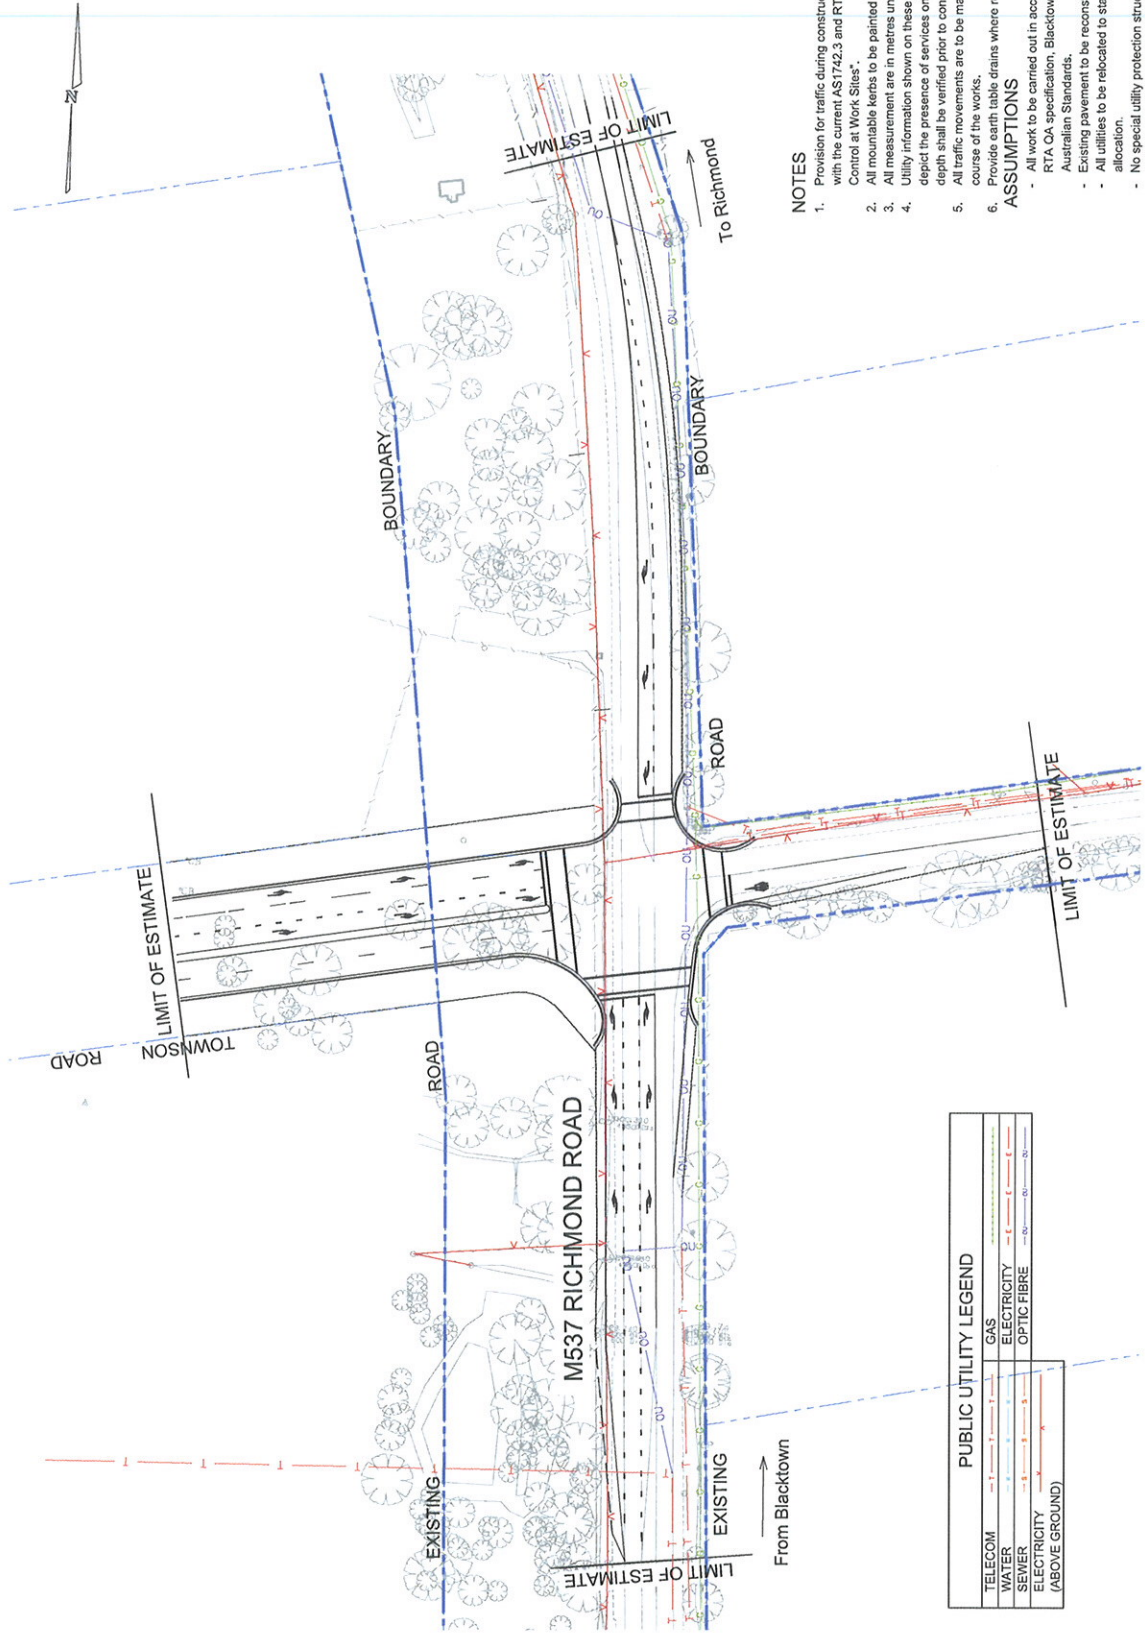 N
LIMIT OF ESTIMATE
TOWNSON
ROAD
BOUNDARY
LIMIT OF ESTIMATE
To Richmond
EXISTING
ROAD
M537 RICHMOND ROAD
BOUNDARY
LIMIT OF ESTIMATE
EXISTING
ROAD
From Blacktown
LIMIT OF ESTIMATE
NOTES
1. Provision for traffic during constru
with the current AS1742.3 and RT
Control at Work Sites".
2. All mountable kerbs to be painted
3. All measurement are in metres un
4. Utility information shown on these
depict the presence of services on
depth shall be verified prior to con
5. All traffic movements are to be ma
course of the works.
6. Provide earth table drains where
ASSUMPTIONS
- All work to be carried out in acc
RTA QA specification, Blacktow
Australian Standards.
- Existing pavement to be recons
- All utilities to be relocated to sta
allocation.
- No special utility protection struc
PUBLIC UTILITY LEGEND
TELECOM T T T GAS
WATER ELECTRICITY E E E
SEWER S S S OPTIC FIBRE OU OU OU
ELECTRICITY V
(ABOVE GROUND)